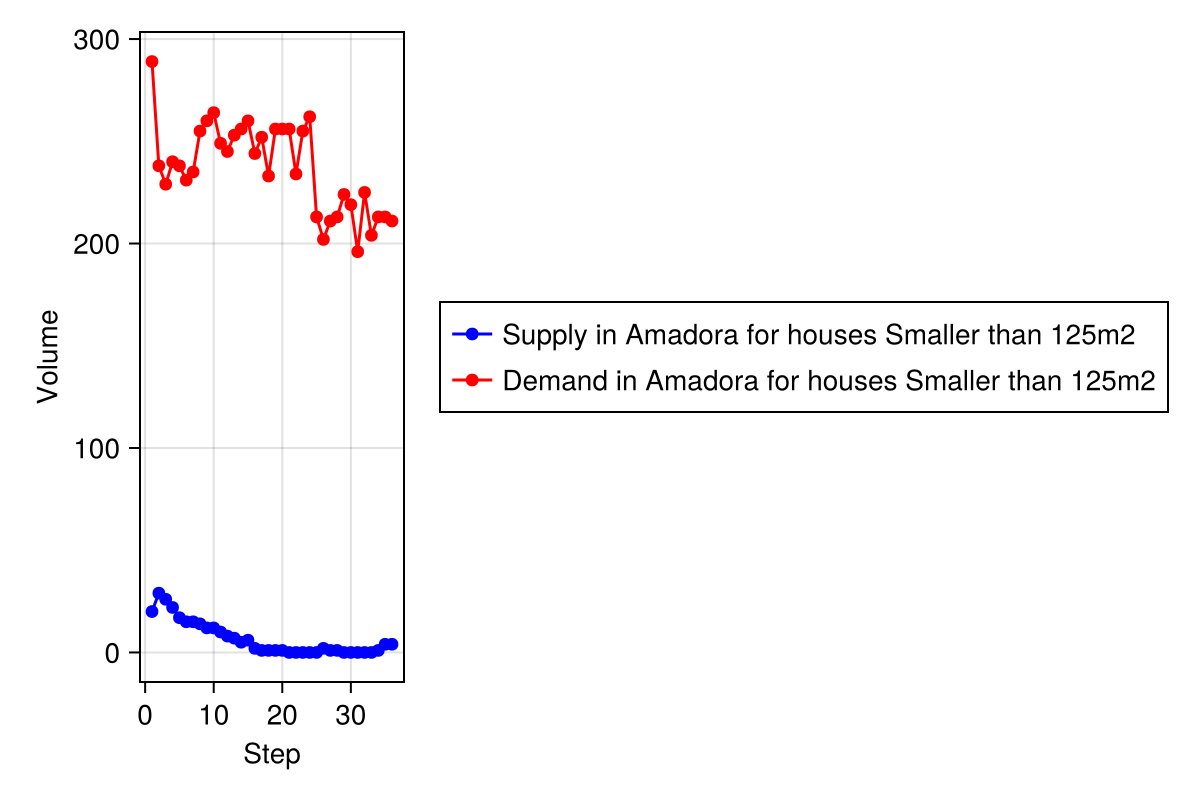 300
200
100
0
Volume
0 10 20 30
Step
Supply in Amadora for houses Smaller than 125m2
Demand in Amadora for houses Smaller than 125m2